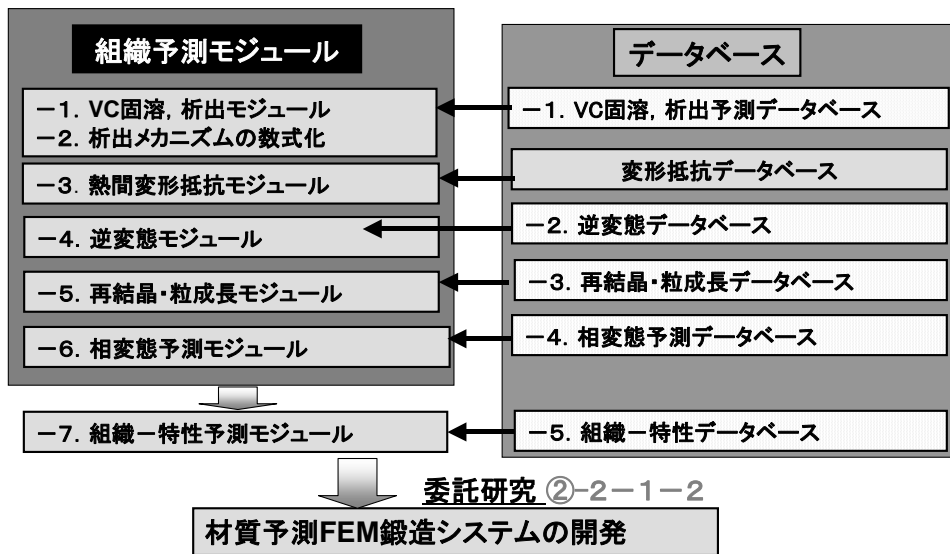 組織予測モジュール
－1．VC固溶，析出モジュール
－2．析出メカニズムの数式化
－3．熱間変形抵抗モジュール
－4．逆変態モジュール
－5．再結晶・粒成長モジュール
－6．相変態予測モジュール
－7．組織－特性予測モジュール
データベース
－1．VC固溶，析出予測データベース
変形抵抗データベース
－2．逆変態データベース
－3．再結晶・粒成長データベース
－4．相変態予測データベース
－5．組織－特性データベース
委託研究 ②-2－1－2
材質予測FEM鍛造システムの開発